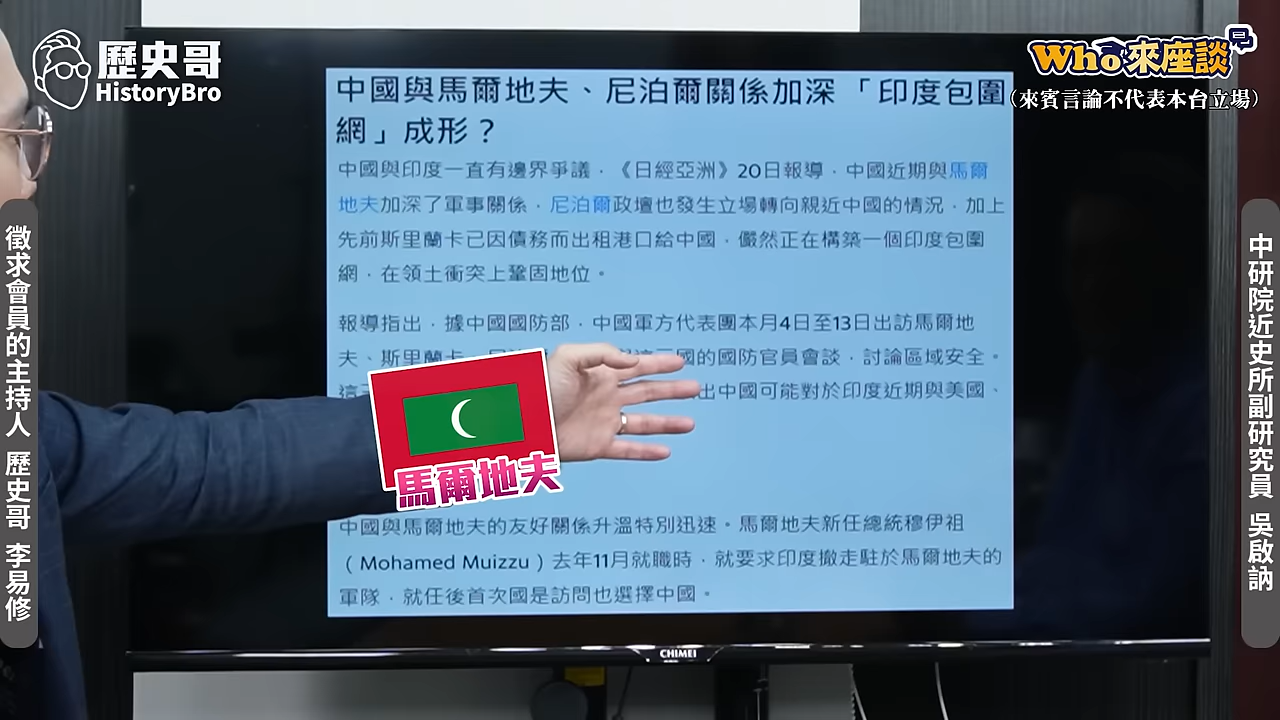 歷史哥
HistoryBro
Who來座談
(來賓言論不代表本台立場)
中國與馬爾地夫、尼泊爾關係加深「印度包圍
網」成形？
中國與印度一直有邊界爭議，《日經亞洲》20日報導，中國近期與馬爾
地夫加深了軍事關係，尼泊爾政壇也發生立場轉向親近中國的情況，加上
先前斯里蘭卡已因債務而出租港口給中國，儼然正在構築一個印度包圍
網，在領土衝突上鞏固地位。
報導指出，據中國國防部，中國軍方代表團本月4日至13日出訪馬爾地
夫、斯里蘭卡
國的國防官員會談，討論區域安全。
出中國可能對於印度近期與美國、
馬爾地夫
中國與馬爾地夫的友好關係升溫特別迅速。馬爾地夫新任總統穆伊祖
（Mohamed Muizzu）去年11月就職時，就要求印度撤走駐於馬爾地夫的
軍隊，就任後首次國是訪問也選擇中國。
CHIMEI
徵求會員的主持人 歷史哥 李易修
中研院近史所副研究員 吳啟訥